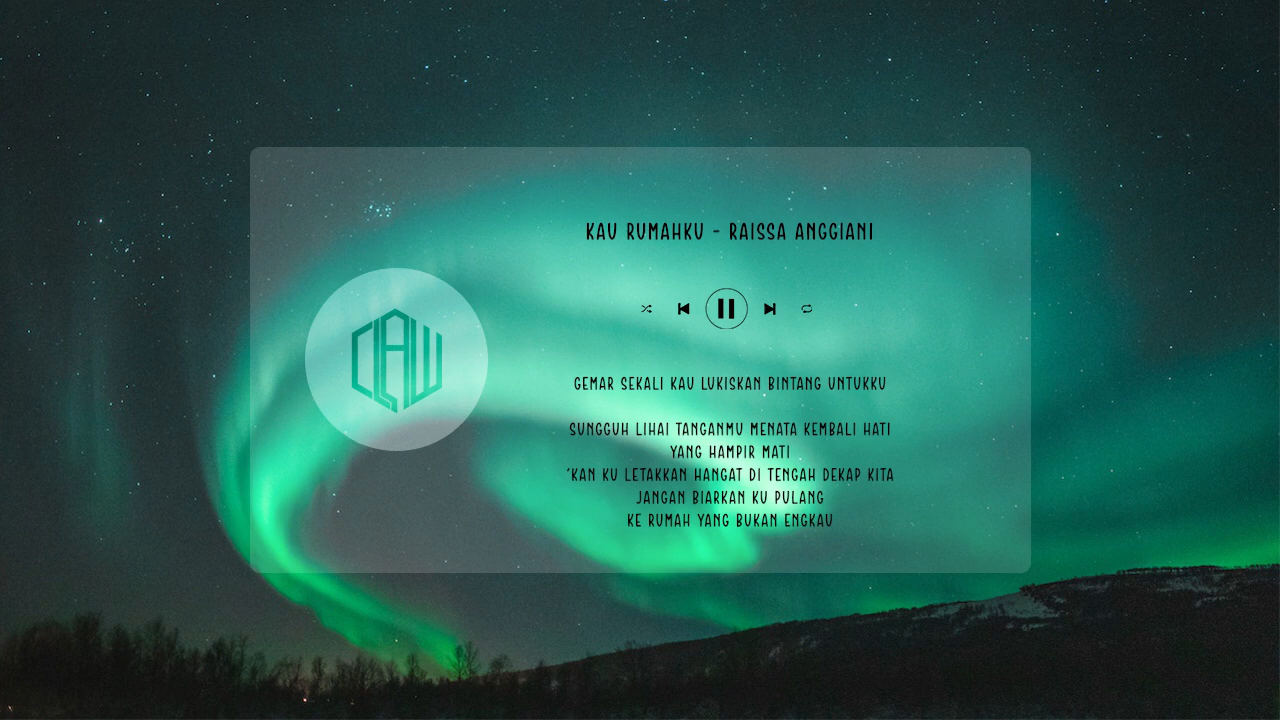 KAU RUMAHKU - RAISSA ANGGIANI
GEMAR SEKALI KAU LUKISKAN BINTANG UNTUKKU
SUNGGUH LIHAI TANGANMU MENATA KEMBALI HATI
YANG HAMPIR MATI
'KAN KU LETAKKAN HANGAT DI TENGAH DEKAP KITA
JANGAN BIARKAN KU PULANG
KE RUMAH YANG BUKAN ENGKAU